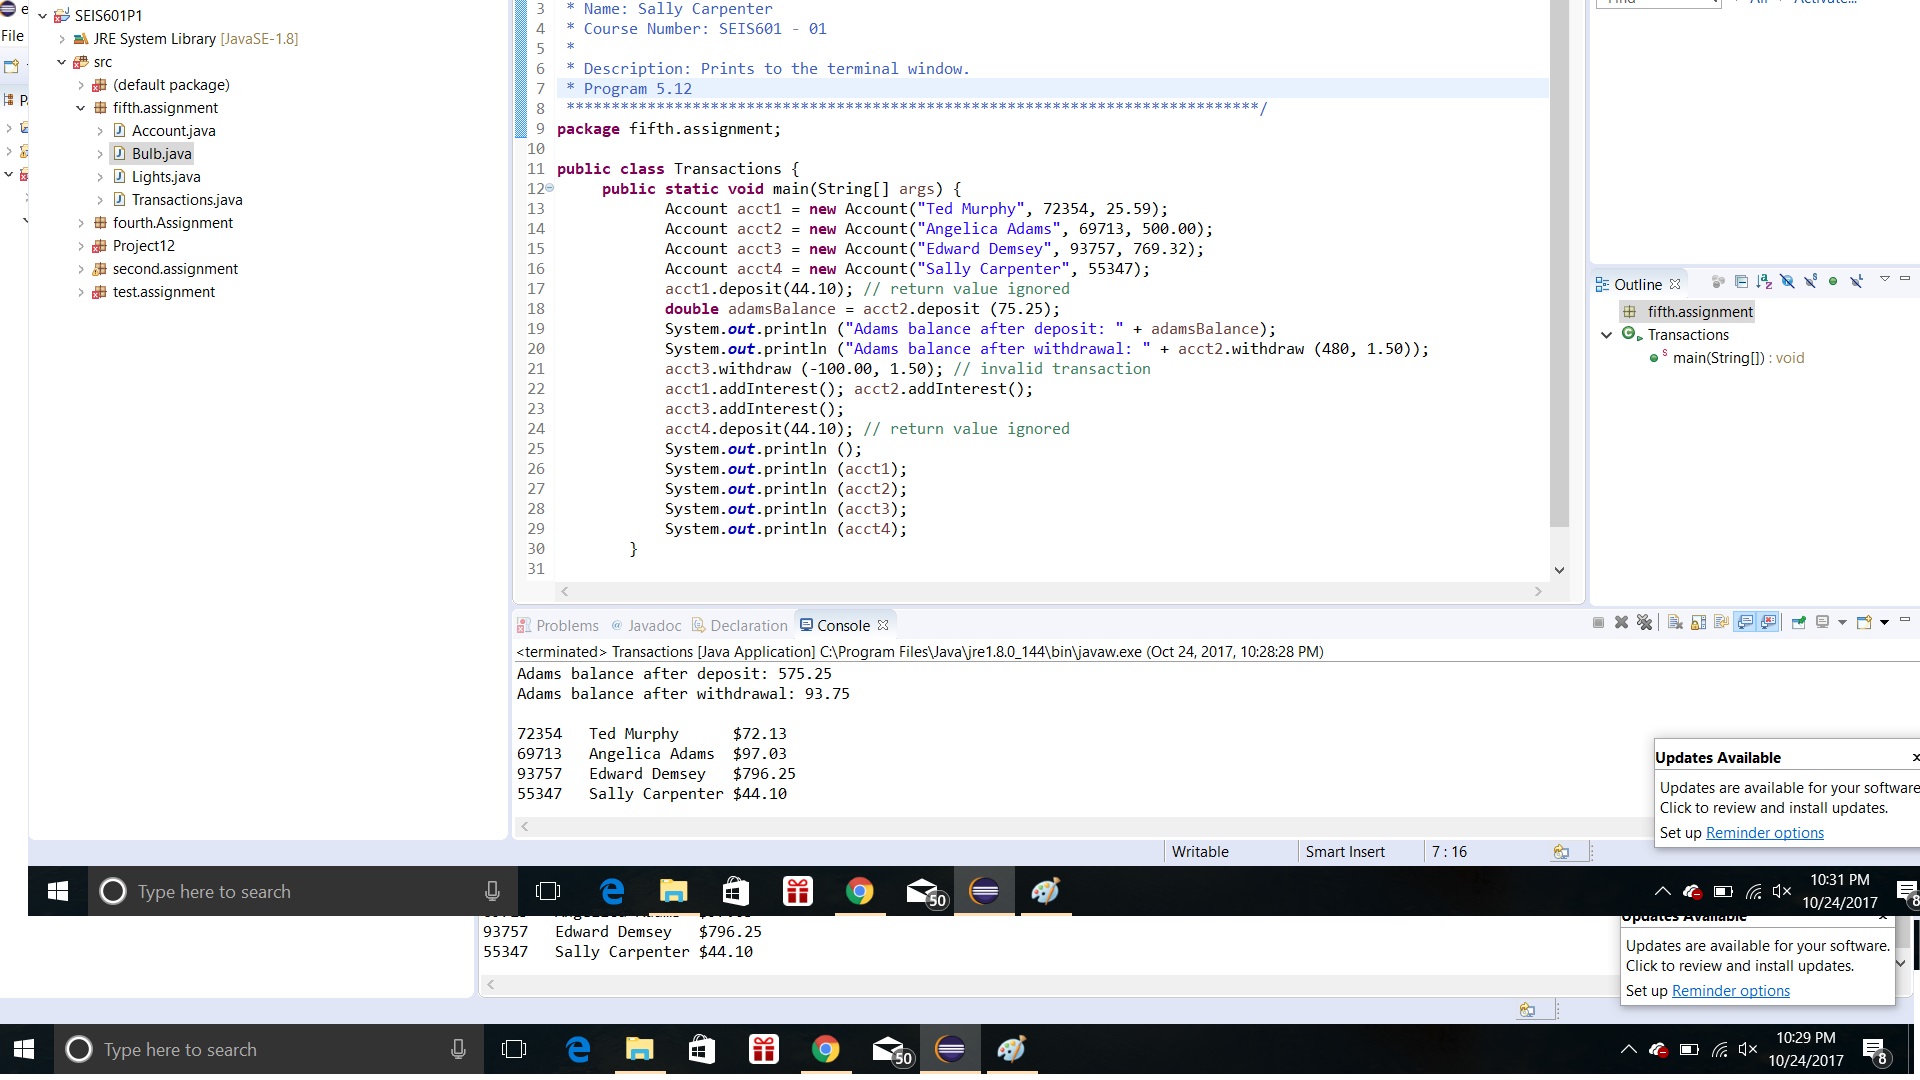 SEIS601P1
File
JRE System Library [JavaSE-1.8]
src
(default package)
fifth.assignment
Account.java
Bulb.java
Lights.java
Transactions.java
fourth.Assignment
Project12
second.assignment
test.assignment
3 * Name: Sally Carpenter
4 * Course Number: SEIS601 - 01
5 *
6 * Description: Prints to the terminal window.
7 * Program 5.12
8 *****************************************************************************/
9 package fifth.assignment;
10
11 public class Transactions {
12 public static void main(String[] args) {
13 Account acct1 = new Account("Ted Murphy", 72354, 25.59);
14 Account acct2 = new Account("Angelica Adams", 69713, 500.00);
15 Account acct3 = new Account("Edward Demsey", 93757, 769.32);
16 Account acct4 = new Account("Sally Carpenter", 55347);
17 acct1.deposit(44.10); // return value ignored
18 double adamsBalance = acct2.deposit (75.25);
19 System.out.println ("Adams balance after deposit: " + adamsBalance);
20 System.out.println ("Adams balance after withdrawal: " + acct2.withdraw (480, 1.50));
21 acct3.withdraw (-100.00, 1.50); // invalid transaction
22 acct1.addInterest(); acct2.addInterest();
23 acct3.addInterest();
24 acct4.deposit(44.10); // return value ignored
25 System.out.println ();
26 System.out.println (acct1);
27 System.out.println (acct2);
28 System.out.println (acct3);
29 System.out.println (acct4);
30 }
31
Outline
fifth.assignment
Transactions
main(String[]) : void
Problems @ Javadoc Declaration Console
<terminated> Transactions [Java Application] C:\Program Files\Java\jre1.8.0_144\bin\javaw.exe (Oct 24, 2017, 10:28:28 PM)
Adams balance after deposit: 575.25
Adams balance after withdrawal: 93.75
72354 Ted Murphy $72.13
69713 Angelica Adams $97.03
93757 Edward Demsey $796.25
55347 Sally Carpenter $44.10
Updates Available
Updates are available for your software
Click to review and install updates.
Set up Reminder options
Writable Smart Insert 7 : 16
Type here to search
50
10:31 PM
10/24/2017
8
Updates Available
93757 Edward Demsey $796.25
55347 Sally Carpenter $44.10
Updates are available for your software.
Click to review and install updates.
Set up Reminder options
Type here to search
50
10:29 PM
10/24/2017
8